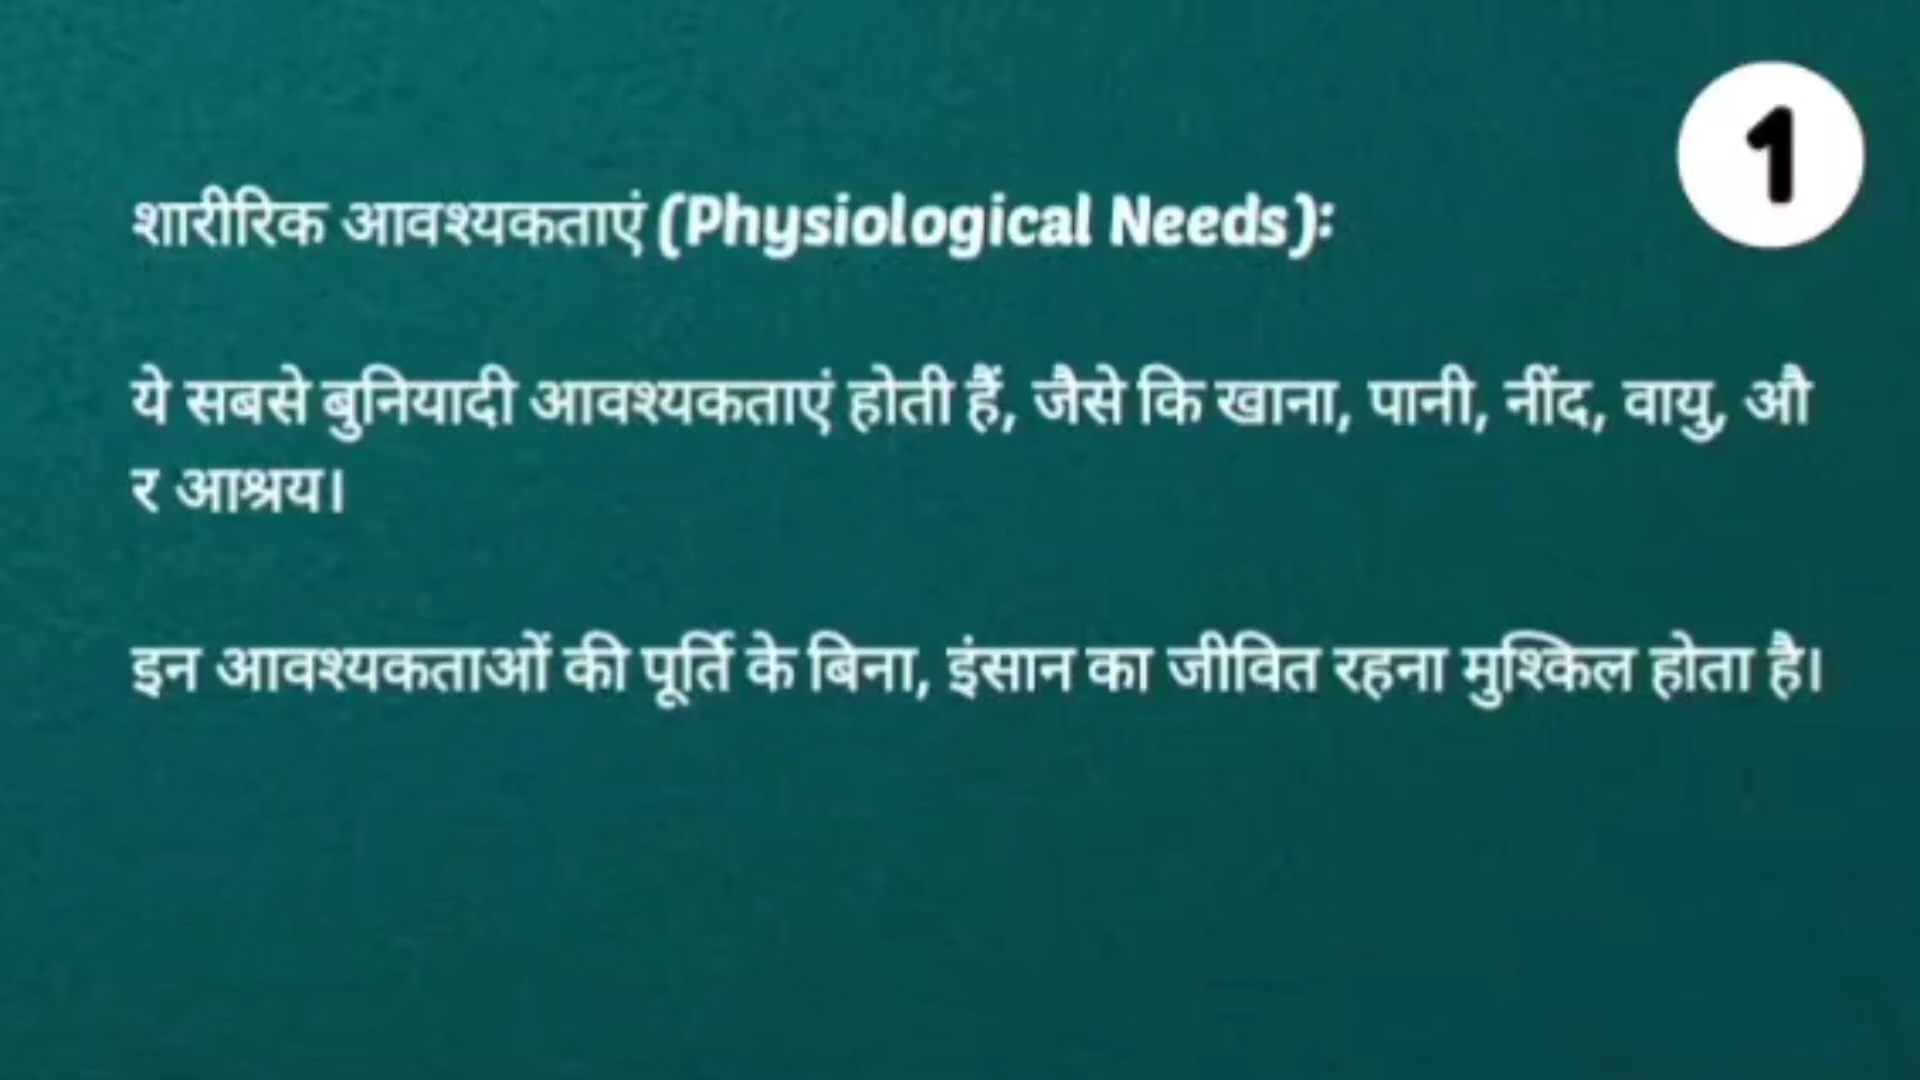 1
शारीरिक आवश्यकताएं (Physiological Needs):
ये सबसे बुनियादी आवश्यकताएं होती हैं, जैसे कि खाना, पानी, नींद, वायु, औ
र आश्रय।
इन आवश्यकताओं की पूर्ति के बिना, इंसान का जीवित रहना मुश्किल होता है।